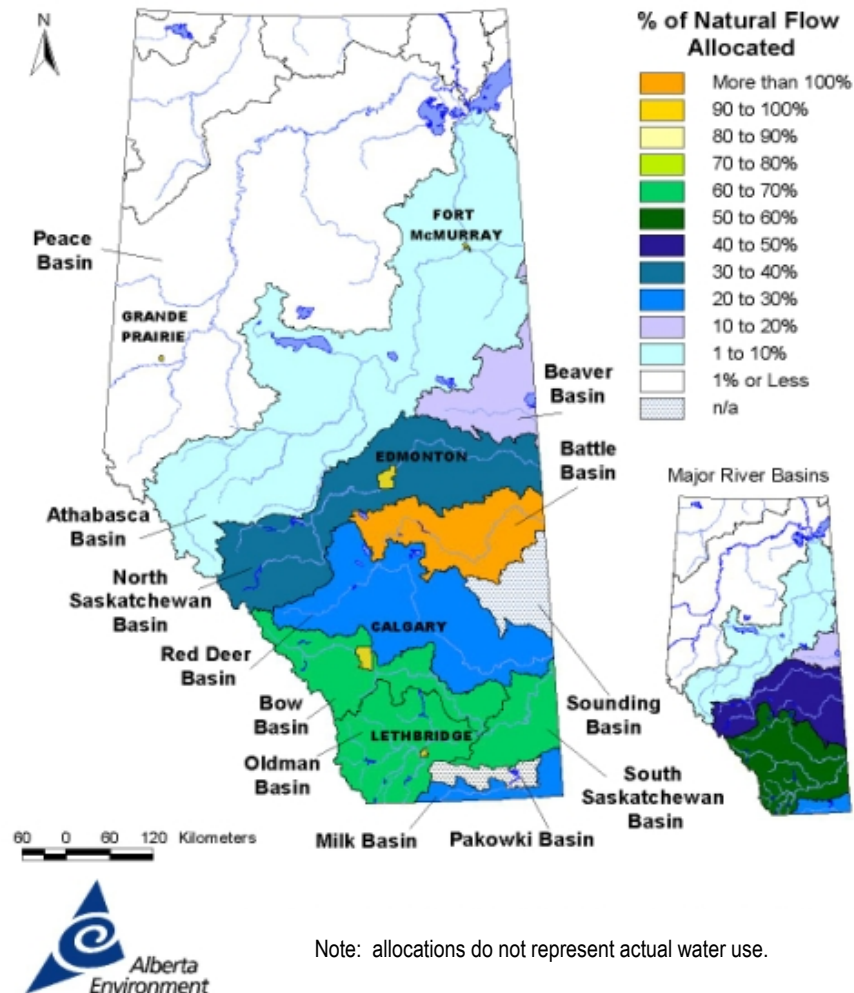 N
% of Natural Flow
Allocated
More than 100%
90 to 100%
80 to 90%
70 to 80%
60 to 70%
50 to 60%
40 to 50%
30 to 40%
20 to 30%
10 to 20%
1 to 10%
1% or Less
n/a
FORT
McMURRAY
Peace
Basin
GRANDE
PRAIRIE
Beaver
Basin
EDMONTON
Battle
Basin
Major River Basins
Athabasca
Basin
North
Saskatchewan
Basin
CALGARY
Red Deer
Basin
Bow
Basin
Sounding
Basin
LETHBRIDGE
Oldman
Basin
South
Saskatchewan
Basin
Milk Basin
Pakowki Basin
60 0 60 120 Kilometers
Alberta
Environment
Note: allocations do not represent actual water use.